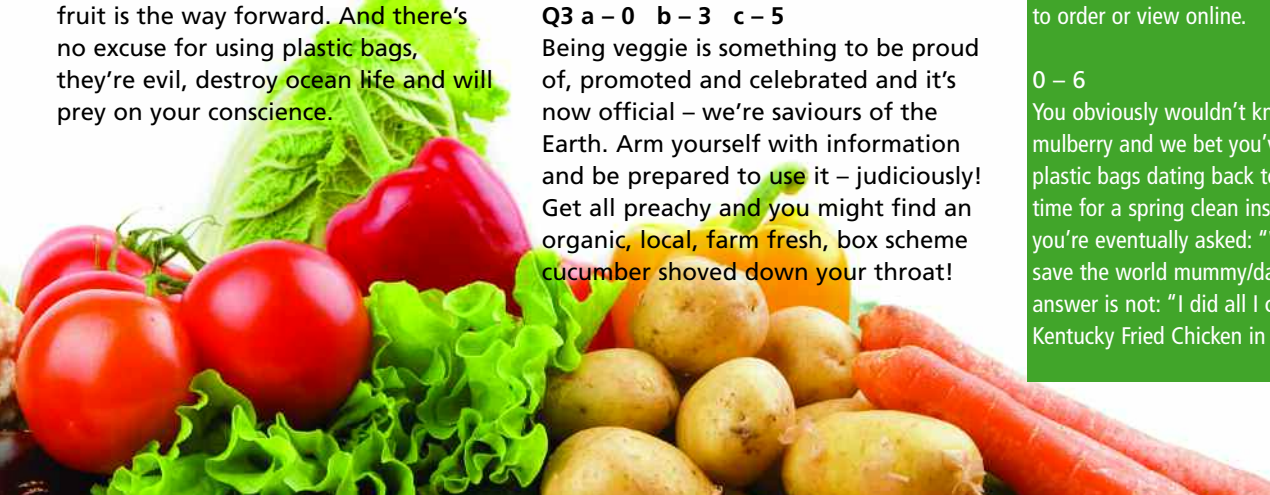 fruit is the way forward. And there's
no excuse for using plastic bags,
they're evil, destroy ocean life and will
prey on your conscience.
Q3 a – 0 b – 3 c – 5
Being veggie is something to be proud
of, promoted and celebrated and it's
now official – we're saviours of the
Earth. Arm yourself with information
and be prepared to use it – judiciously!
Get all preachy and you might find an
organic, local, farm fresh, box scheme
cucumber shoved down your throat!
to order or view online.
0 – 6
You obviously wouldn't
mulberry and we bet
plastic bags dating back
time for a spring clean
you're eventually asked:
save the world
answer is not: "I did all I
Kentucky Fried Chicken in